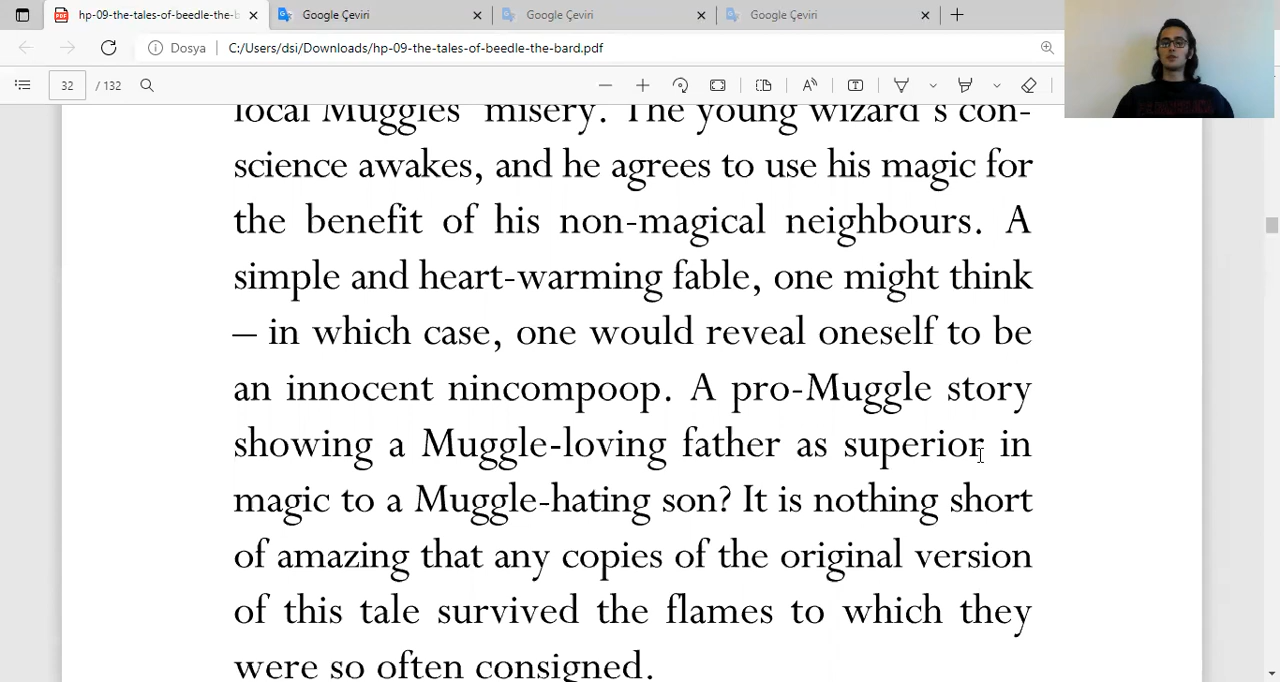 hp-09-the-tales-of-beedle-the-b
Google Çeviri
Google Çeviri
Google Çeviri
Dosya
C:/Users/dsi/Downloads/hp-09-the-tales-of-beedle-the-bard.pdf
32 / 132
local Muggles' misery. The young wizard's con-
science awakes, and he agrees to use his magic for
the benefit of his non-magical neighbours. A
simple and heart-warming fable, one might think
– in which case, one would reveal oneself to be
an innocent nincompoop. A pro-Muggle story
showing a Muggle-loving father as superior in
magic to a Muggle-hating son? It is nothing short
of amazing that any copies of the original version
of this tale survived the flames to which they
were so often consigned.